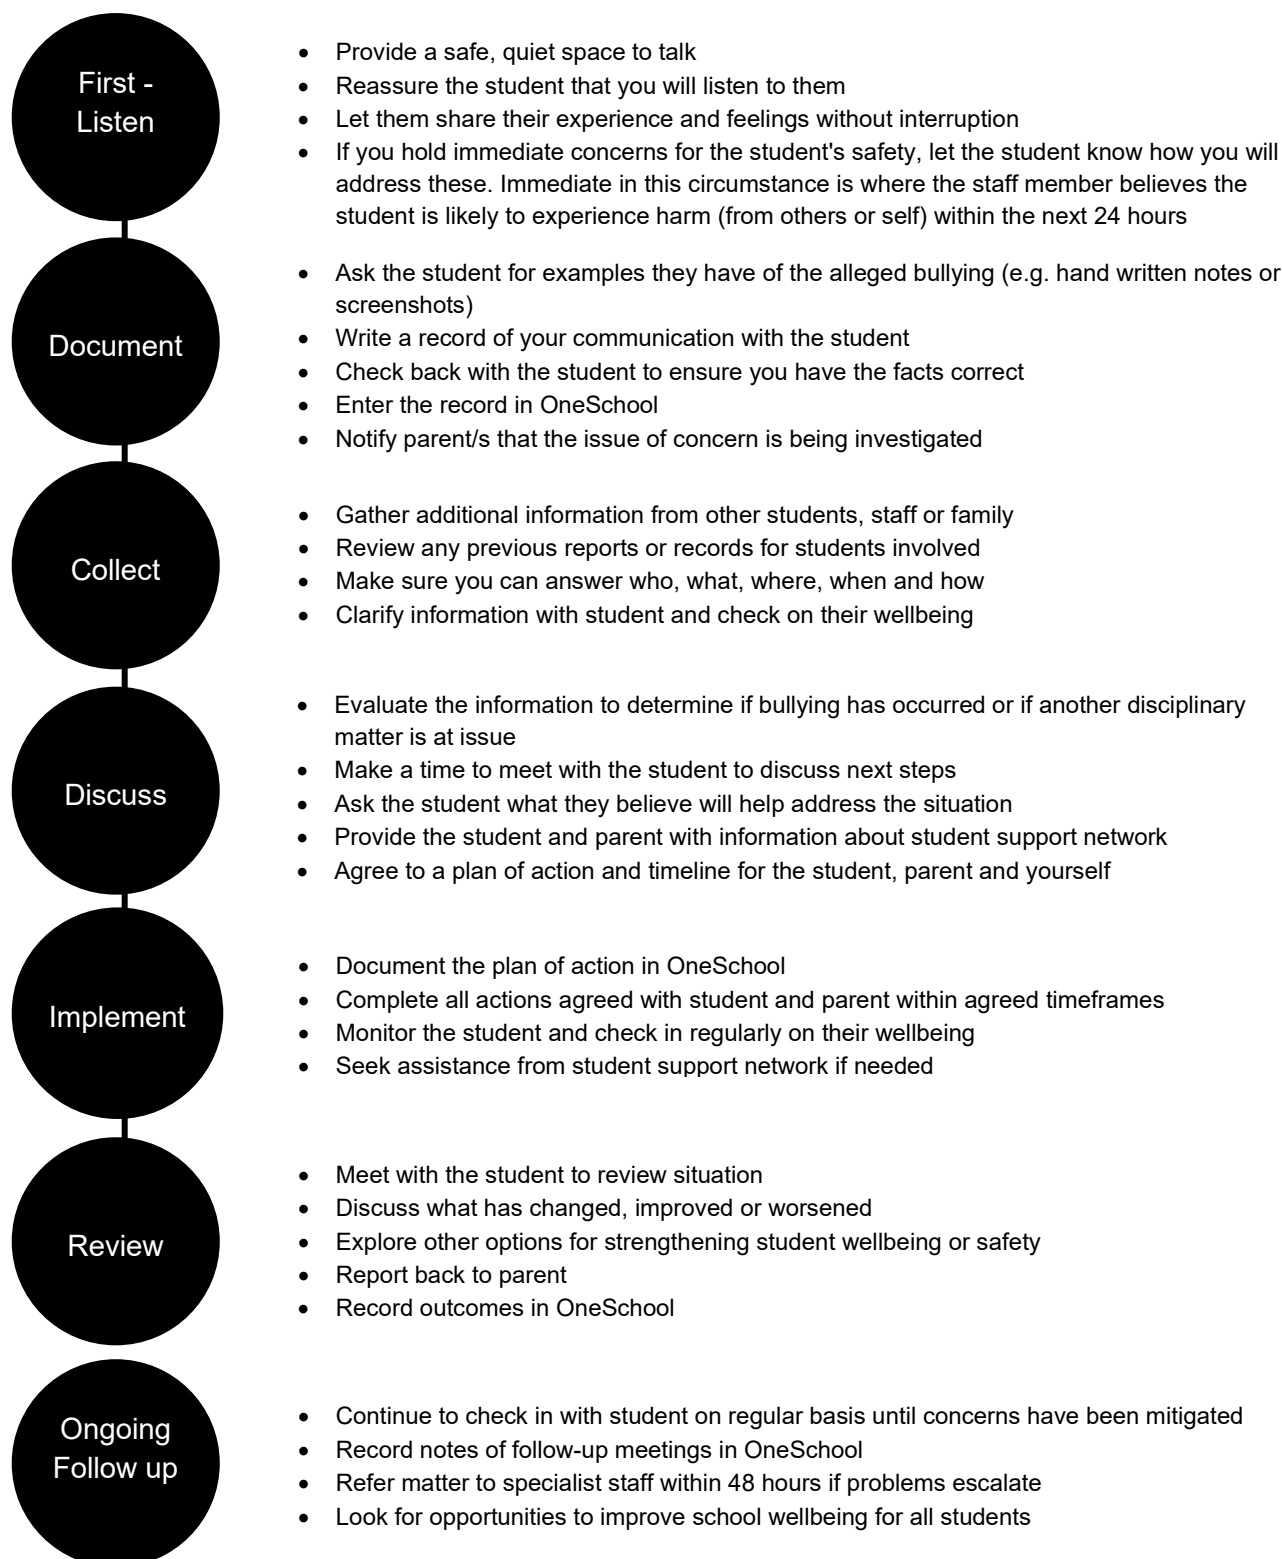 First -
Listen
• Provide a safe, quiet space to talk
• Reassure the student that you will listen to them
• Let them share their experience and feelings without interruption
• If you hold immediate concerns for the student's safety, let the student know how you will
address these. Immediate in this circumstance is where the staff member believes the
student is likely to experience harm (from others or self) within the next 24 hours
Document
• Ask the student for examples they have of the alleged bullying (e.g. hand written notes or
screenshots)
• Write a record of your communication with the student
• Check back with the student to ensure you have the facts correct
• Enter the record in OneSchool
• Notify parent/s that the issue of concern is being investigated
Collect
• Gather additional information from other students, staff or family
• Review any previous reports or records for students involved
• Make sure you can answer who, what, where, when and how
• Clarify information with student and check on their wellbeing
Discuss
• Evaluate the information to determine if bullying has occurred or if another disciplinary
matter is at issue
• Make a time to meet with the student to discuss next steps
• Ask the student what they believe will help address the situation
• Provide the student and parent with information about student support network
• Agree to a plan of action and timeline for the student, parent and yourself
Implement
• Document the plan of action in OneSchool
• Complete all actions agreed with student and parent within agreed timeframes
• Monitor the student and check in regularly on their wellbeing
• Seek assistance from student support network if needed
Review
• Meet with the student to review situation
• Discuss what has changed, improved or worsened
• Explore other options for strengthening student wellbeing or safety
• Report back to parent
• Record outcomes in OneSchool
Ongoing
Follow up
• Continue to check in with student on regular basis until concerns have been mitigated
• Record notes of follow-up meetings in OneSchool
• Refer matter to specialist staff within 48 hours if problems escalate
• Look for opportunities to improve school wellbeing for all students